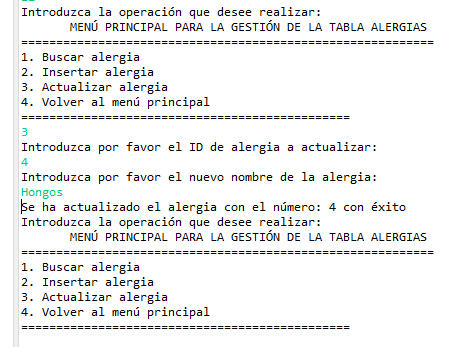 Introduzca la operación que desee realizar:
MENÚ PRINCIPAL PARA LA GESTIÓN DE LA TABLA ALERGIAS
=======================================================
1. Buscar alergia
2. Insertar alergia
3. Actualizar alergia
4. Volver al menú principal
============================================
3
Introduzca por favor el ID de alergia a actualizar:
4
Introduzca por favor el nuevo nombre de la alergia:
Hongos
Se ha actualizado el alergia con el número: 4 con éxito
Introduzca la operación que desee realizar:
MENÚ PRINCIPAL PARA LA GESTIÓN DE LA TABLA ALERGIAS
=======================================================
1. Buscar alergia
2. Insertar alergia
3. Actualizar alergia
4. Volver al menú principal
============================================